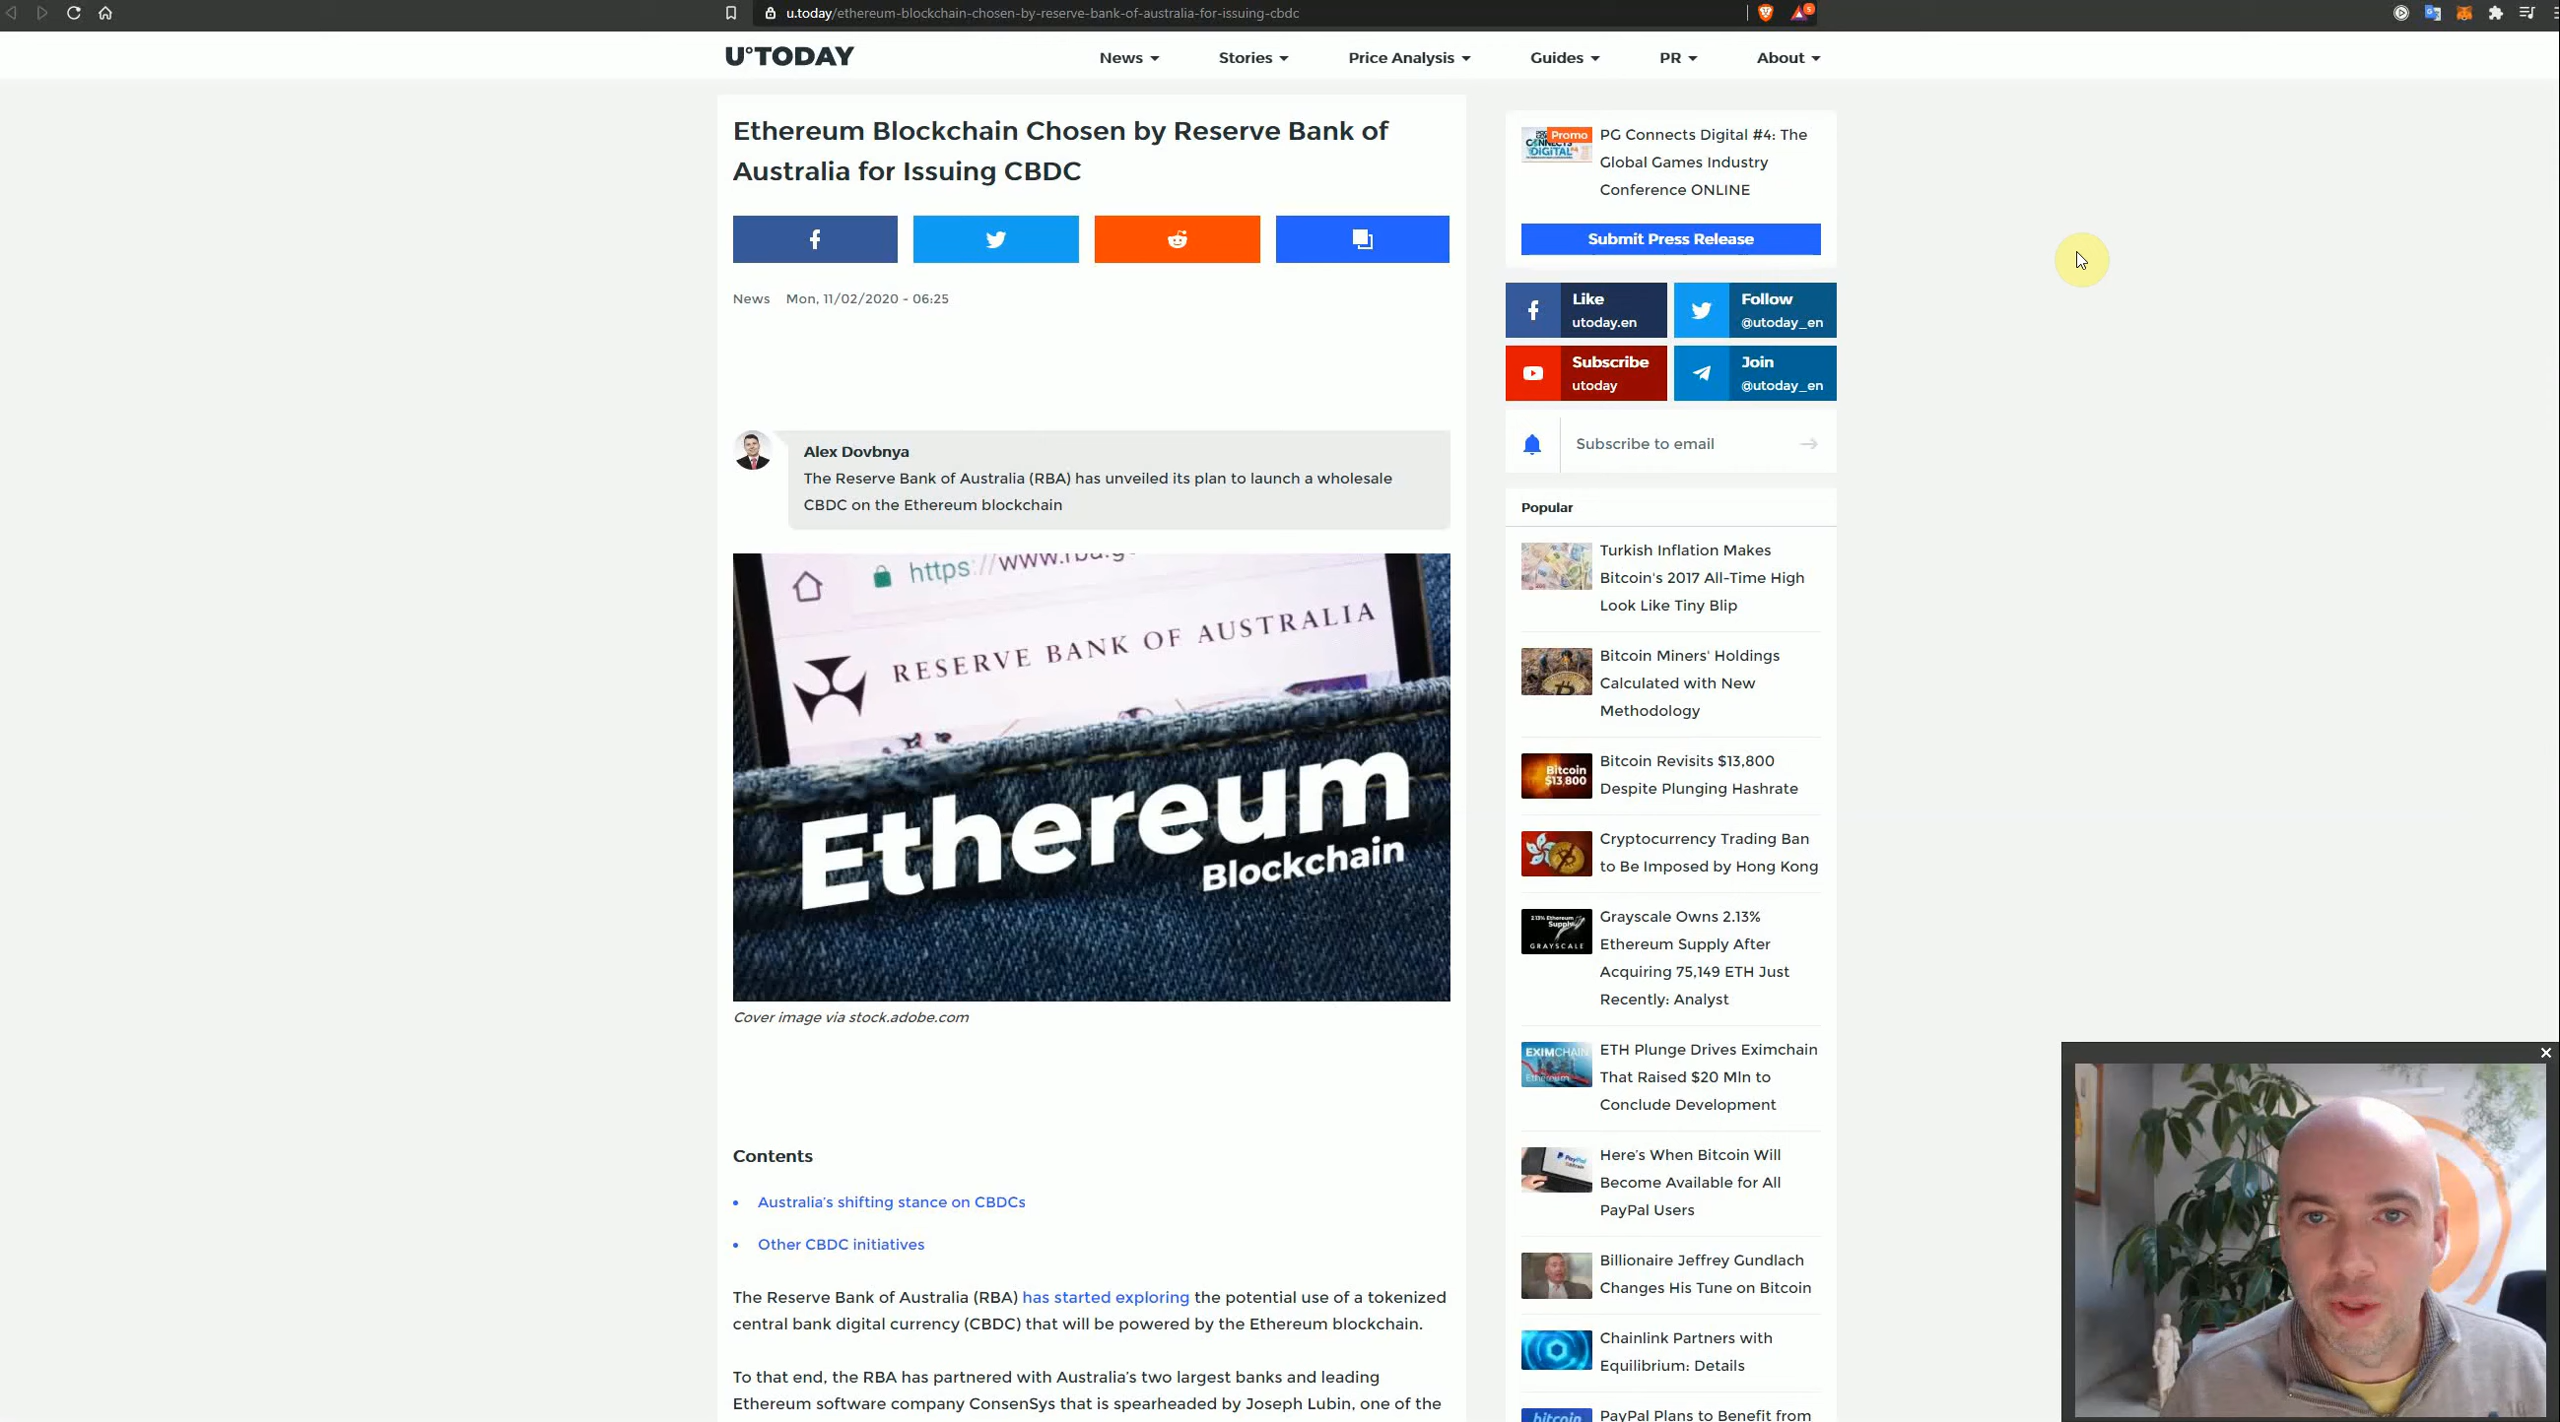 u.today/ethereum-blockchain-chosen-by-reserve-bank-of-australia-for-issuing-cbdc
5
U°TODAY
News
Stories
Price Analysis
Guides
PR
About
Ethereum Blockchain Chosen by Reserve Bank of
Australia for Issuing CBDC
News Mon, 11/02/2020 - 06:25
Alex Dovbnya
The Reserve Bank of Australia (RBA) has unveiled its plan to launch a wholesale
CBDC on the Ethereum blockchain
https://www.rba.g
RESERVE BANK OF AUSTRALIA
Ethereum
Blockchain
Cover image via stock.adobe.com
Contents
• Australia's shifting stance on CBDCs
• Other CBDC initiatives
The Reserve Bank of Australia (RBA) has started exploring the potential use of a tokenized
central bank digital currency (CBDC) that will be powered by the Ethereum blockchain.
To that end, the RBA has partnered with Australia's two largest banks and leading
Ethereum software company ConsenSys that is spearheaded by Joseph Lubin, one of the
Promo
CONNECTS
DIGITAL
PG Connects Digital #4: The
Global Games Industry
Conference ONLINE
Submit Press Release
Like
utoday.en
Follow
@utoday_en
Subscribe
utoday
Join
@utoday_en
Subscribe to email
Popular
Turkish Inflation Makes
Bitcoin's 2017 All-Time High
Look Like Tiny Blip
Bitcoin Miners' Holdings
Calculated with New
Methodology
Bitcoin
$13,800
Bitcoin Revisits $13,800
Despite Plunging Hashrate
Cryptocurrency Trading Ban
to Be Imposed by Hong Kong
2.13% Ethereum
Supply
GRAYSCALE
Grayscale Owns 2.13%
Ethereum Supply After
Acquiring 75,149 ETH Just
Recently: Analyst
EXIMCHAIN
Ethereum
ETH Plunge Drives Eximchain
That Raised $20 Mln to
Conclude Development
PayPal
Here's When Bitcoin Will
Become Available for All
PayPal Users
Billionaire Jeffrey Gundlach
Changes His Tune on Bitcoin
Chainlink Partners with
Equilibrium: Details
bitcoin
PayPal Plans to Benefit from